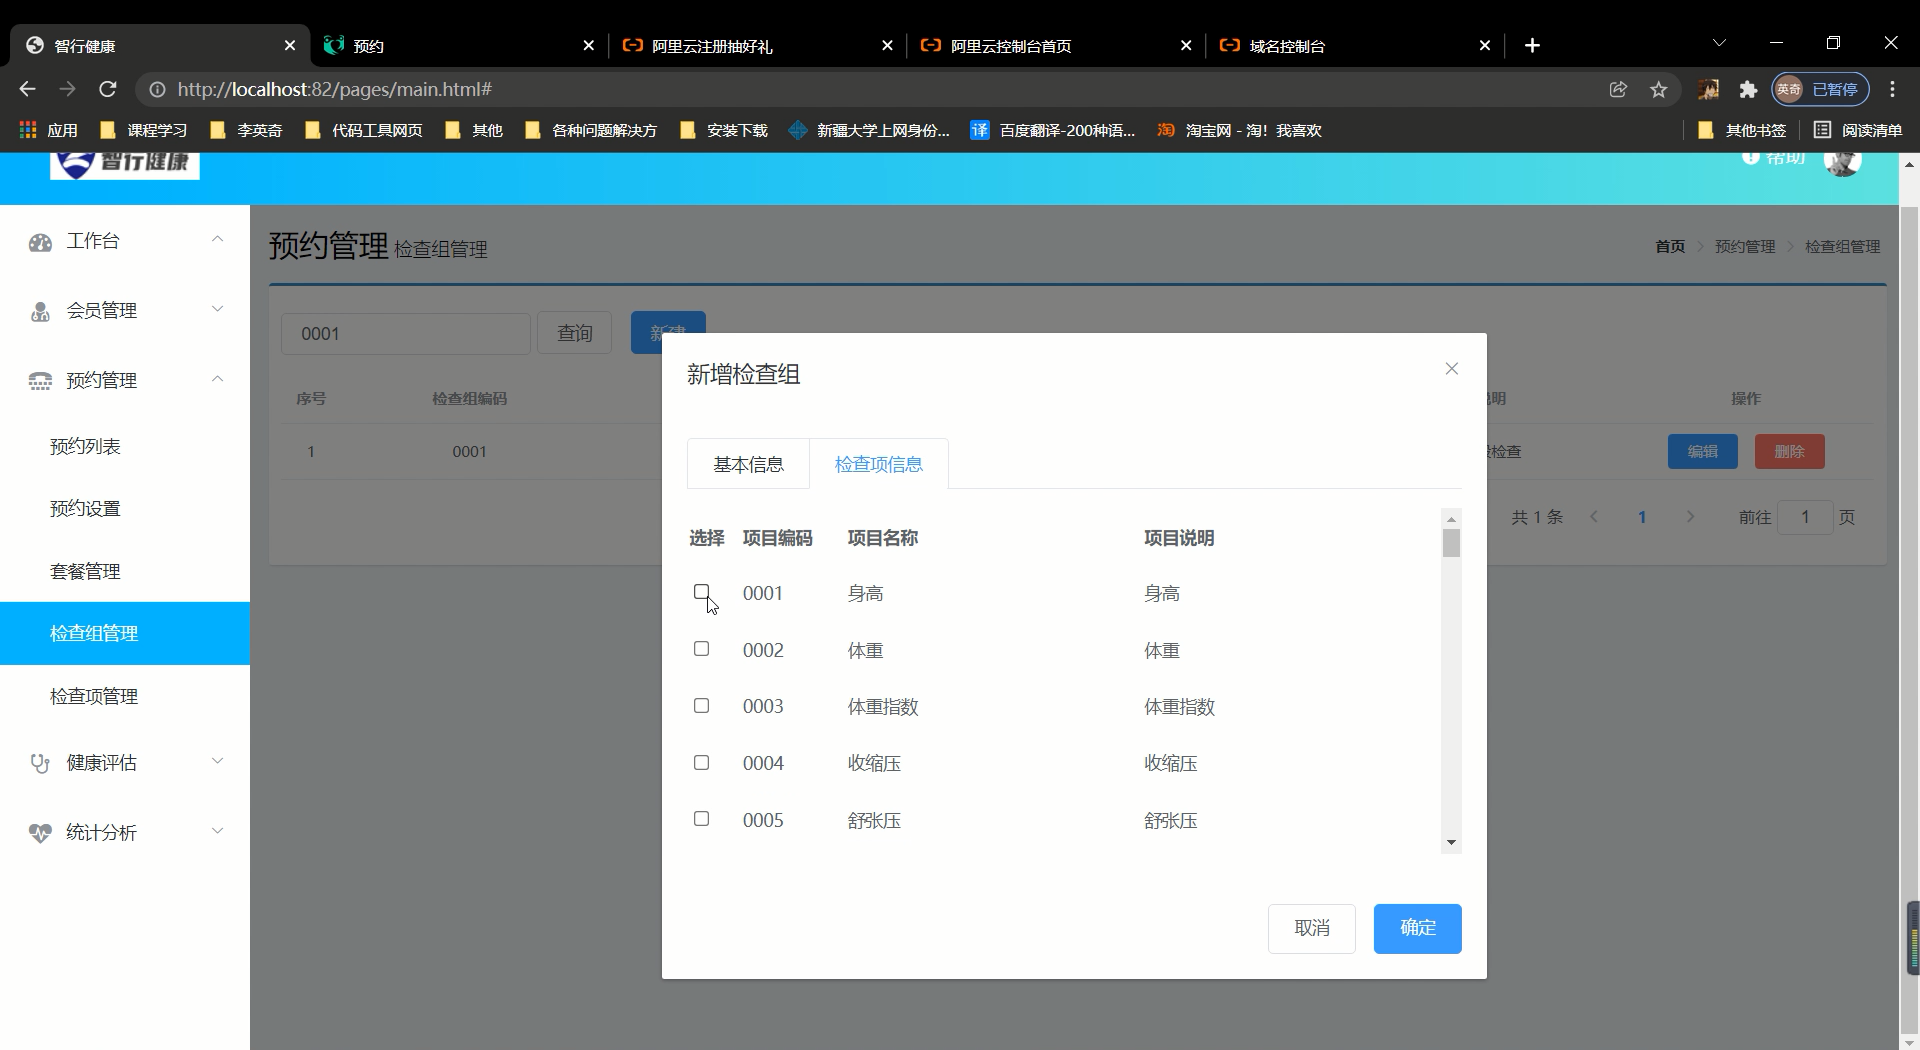 智行健康
预约
阿里云注册抽好礼
阿里云控制台首页
域名控制台
http://localhost:82/pages/main.html#
英奇
已暂停
应用
课程学习
李英奇
代码工具网页
其他
各种问题解决方
安装下载
新疆大学上网身份...
译
百度翻译-200种语...
淘
淘宝网 - 淘！我喜欢
其他书签
阅读清单
智行健康
帮助
工作台
会员管理
预约管理
预约列表
预约设置
套餐管理
检查组管理
检查项管理
健康评估
统计分析
预约管理 检查组管理
首页
预约管理
检查组管理
0001
查询
新建
序号
检查组编码
说明
操作
1
0001
检查
编辑
删除
共 1 条
1
前往
1
页
新增检查组
基本信息
检查项信息
选择 项目编码 项目名称 项目说明
0001 身高 身高
0002 体重 体重
0003 体重指数 体重指数
0004 收缩压 收缩压
0005 舒张压 舒张压
取消
确定